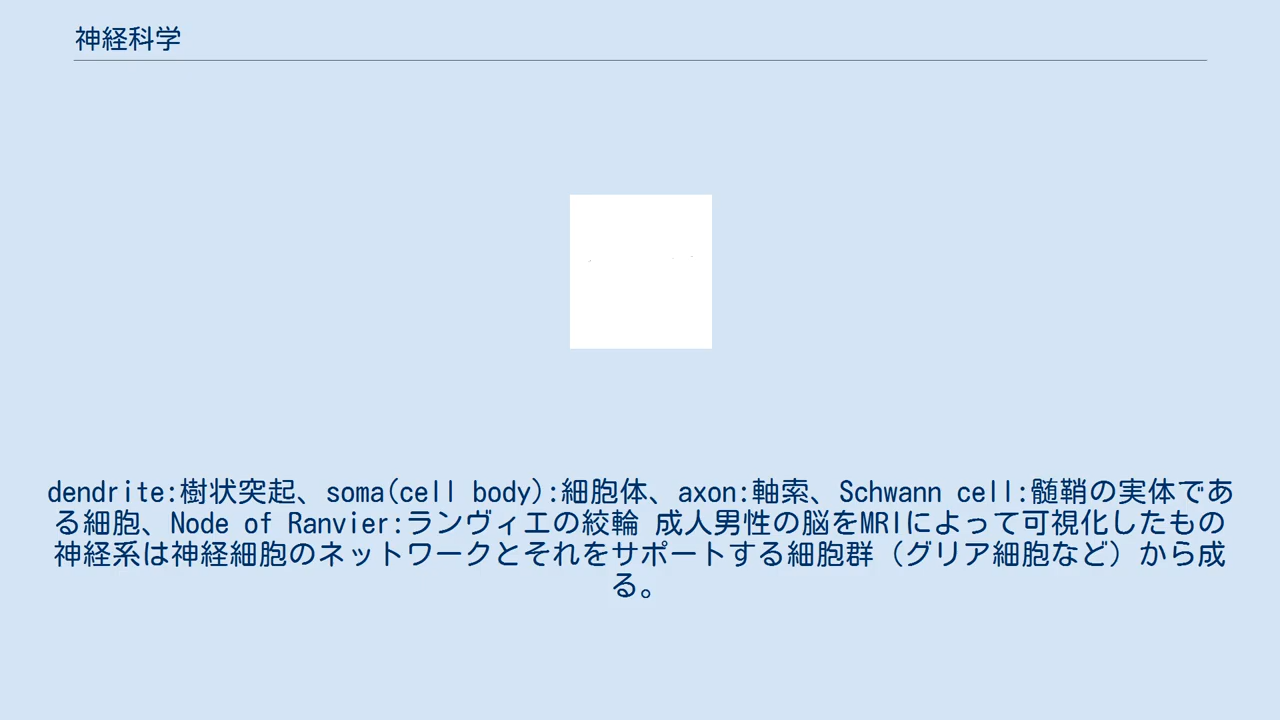 神経科学
dendrite:樹状突起、soma(cell body):細胞体、axon:軸索、Schwann cell:髄鞘の実体であ
る細胞、Node of Ranvier:ランヴィエの絞輪 成人男性の脳をMRIによって可視化したもの
神経系は神経細胞のネットワークとそれをサポートする細胞群（グリア細胞など）から成
る。